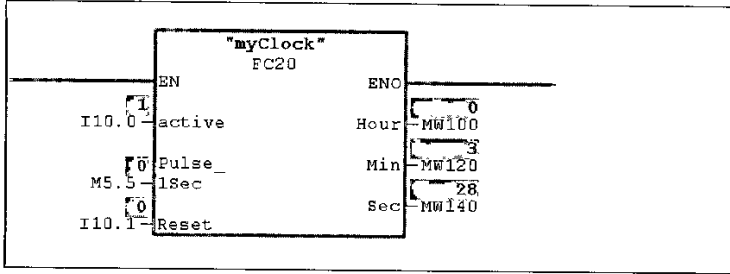 "myClock"
FC20
EN ENO
1 0
I10.0 active Hour MW100
3
0 Pulse_ Min MW120
M5.5 1Sec 28
0 Sec MW140
I10.1 Reset